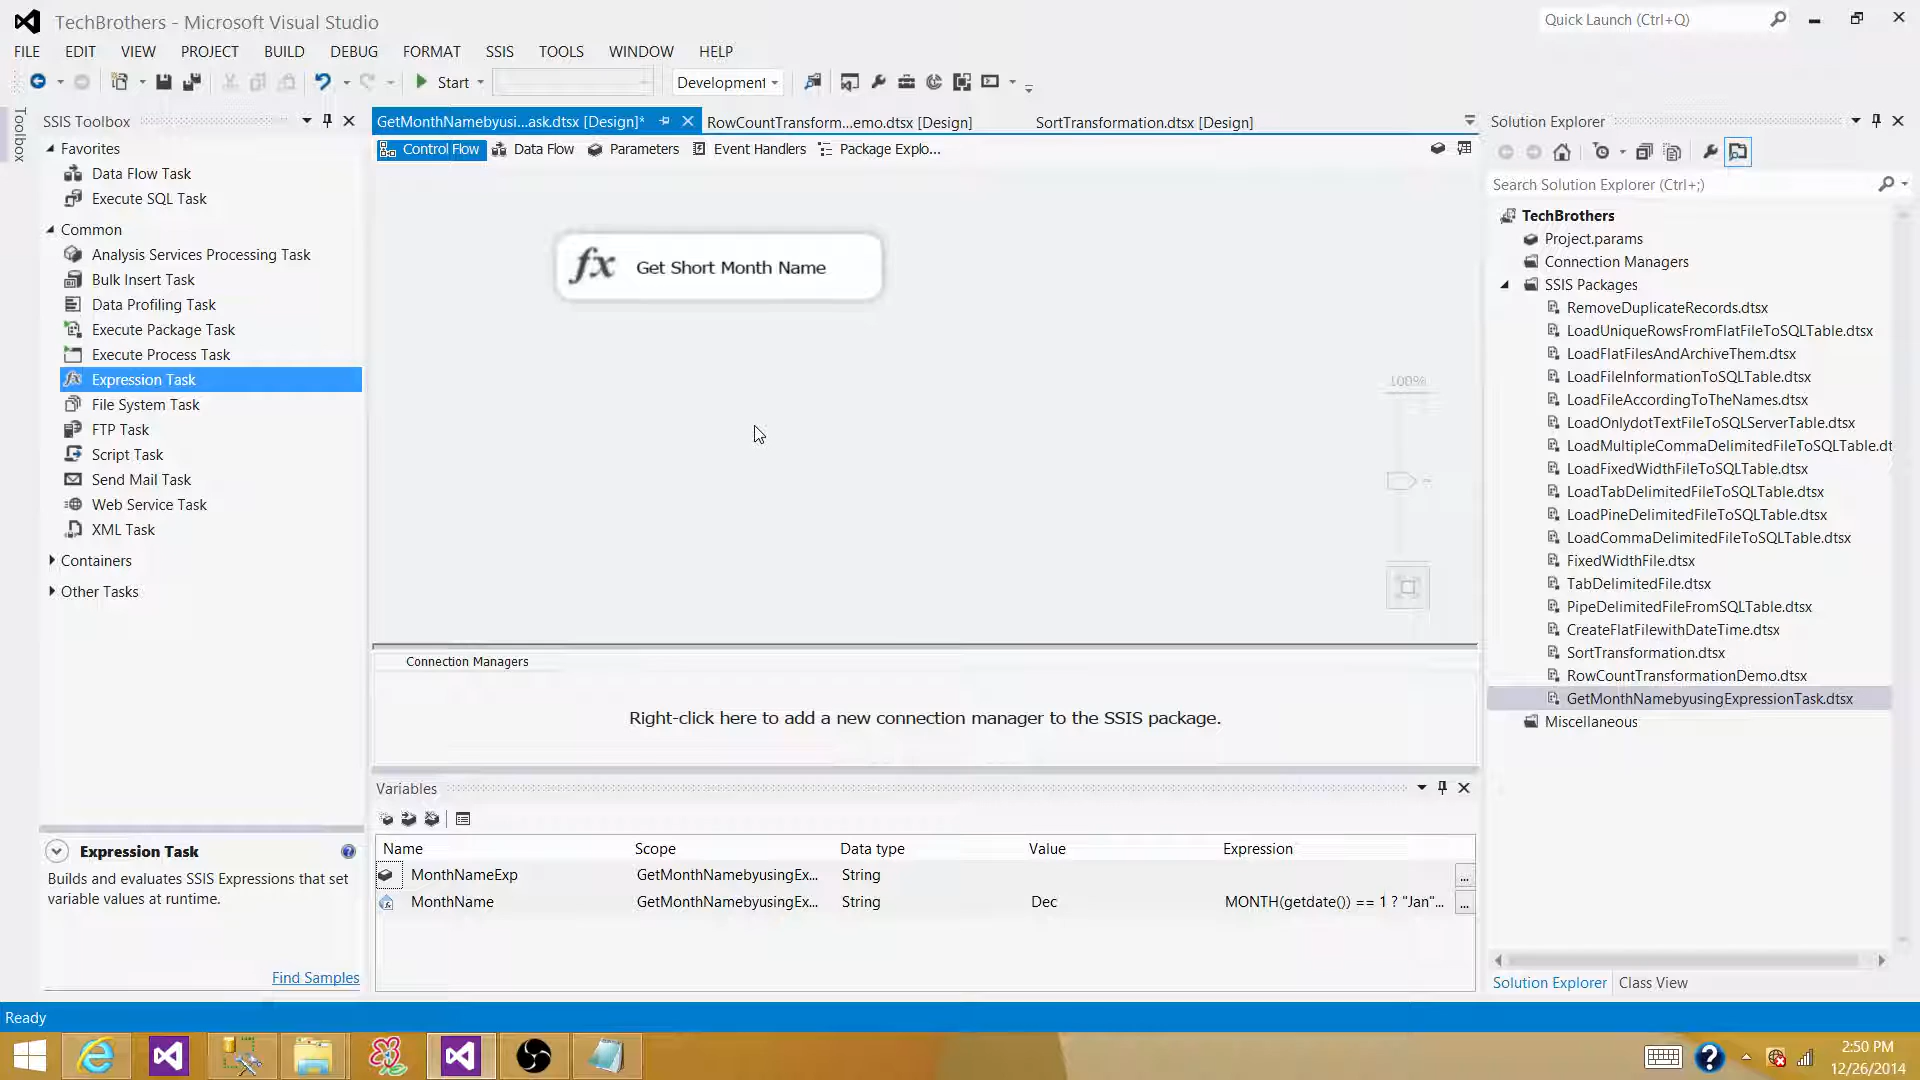 TechBrothers - Microsoft Visual Studio
Quick Launch (Ctrl+Q)
FILE EDIT VIEW PROJECT BUILD DEBUG FORMAT SSIS TOOLS WINDOW HELP
Start
Development
Toolbox
SSIS Toolbox
Favorites
Data Flow Task
Execute SQL Task
Common
Analysis Services Processing Task
Bulk Insert Task
Data Profiling Task
Execute Package Task
Execute Process Task
Expression Task
File System Task
FTP Task
Script Task
Send Mail Task
Web Service Task
XML Task
Containers
Other Tasks
Expression Task
Builds and evaluates SSIS Expressions that set
variable values at runtime.
Find Samples
GetMonthNamebyusi...ask.dtsx [Design]* RowCountTransform...emo.dtsx [Design] SortTransformation.dtsx [Design]
Control Flow Data Flow Parameters Event Handlers Package Explo...
fx Get Short Month Name
100%
Connection Managers
Right-click here to add a new connection manager to the SSIS package.
Variables
Name Scope Data type Value Expression
MonthNameExp GetMonthNamebyusingEx... String ...
MonthName GetMonthNamebyusingEx... String Dec MONTH(getdate()) == 1 ? "Jan"... ...
Solution Explorer
Search Solution Explorer (Ctrl+;)
TechBrothers
Project.params
Connection Managers
SSIS Packages
RemoveDuplicateRecords.dtsx
LoadUniqueRowsFromFlatFileToSQLTable.dtsx
LoadFlatFilesAndArchiveThem.dtsx
LoadFileInformationToSQLTable.dtsx
LoadFileAccordingToTheNames.dtsx
LoadOnlydotTextFileToSQLServerTable.dtsx
LoadMultipleCommaDelimitedFileToSQLTable.dt
LoadFixedWidthFileToSQLTable.dtsx
LoadTabDelimitedFileToSQLTable.dtsx
LoadPineDelimitedFileToSQLTable.dtsx
LoadCommaDelimitedFileToSQLTable.dtsx
FixedWidthFile.dtsx
TabDelimitedFile.dtsx
PipeDelimitedFileFromSQLTable.dtsx
CreateFlatFilewithDateTime.dtsx
SortTransformation.dtsx
RowCountTransformationDemo.dtsx
GetMonthNamebyusingExpressionTask.dtsx
Miscellaneous
Solution Explorer Class View
Ready
2:50 PM
12/26/2014